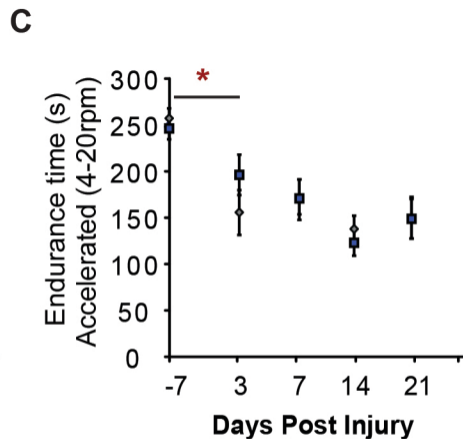 C
Endurance time (s)
Accelerated (4-20rpm)
300
250
200
150
100
50
0
*
-7 3 7 14 21
Days Post Injury